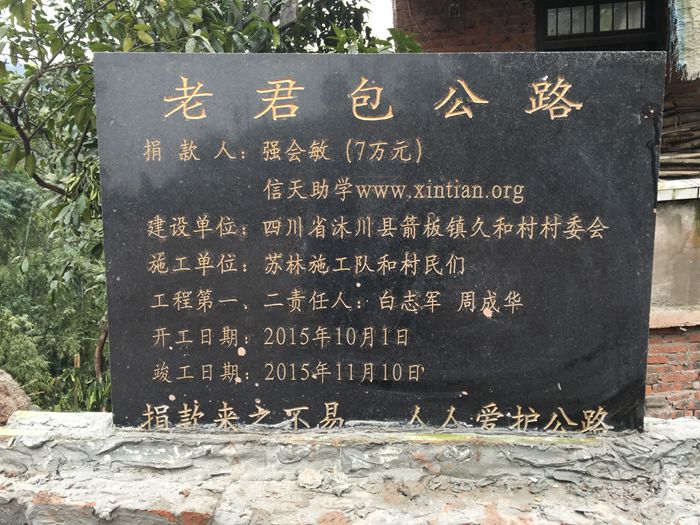 老君包公路
捐款人：强会敏（7万元）
信天助学www.xintian.org
建设单位：四川省沐川县箭板镇久和村村委会
施工单位：苏林施工队和村民们
工程第一、二责任人：白志军 周成华
开工日期：2015年10月1日
竣工日期：2015年11月10日
捐款来之不易 人人爱护公路